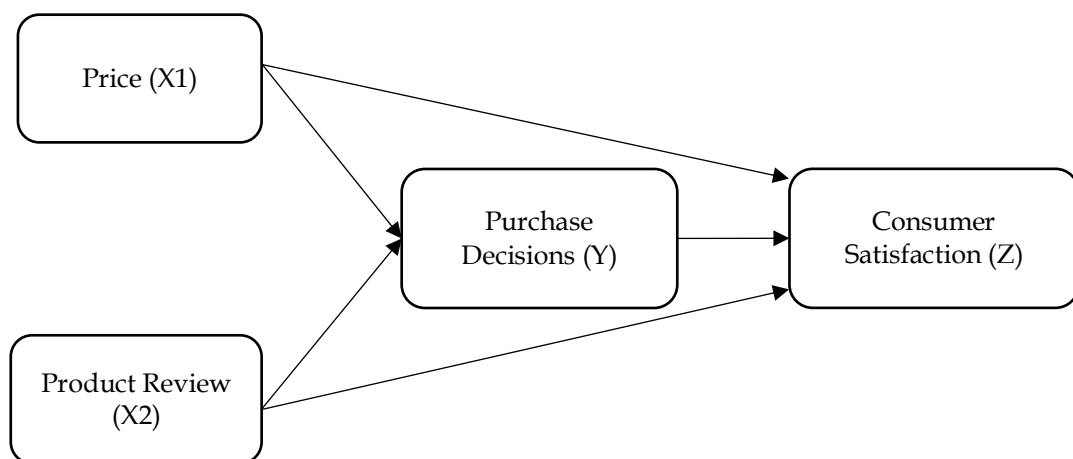 Price (X1)
Purchase
Decisions (Y)
Consumer
Satisfaction (Z)
Product Review
(X2)